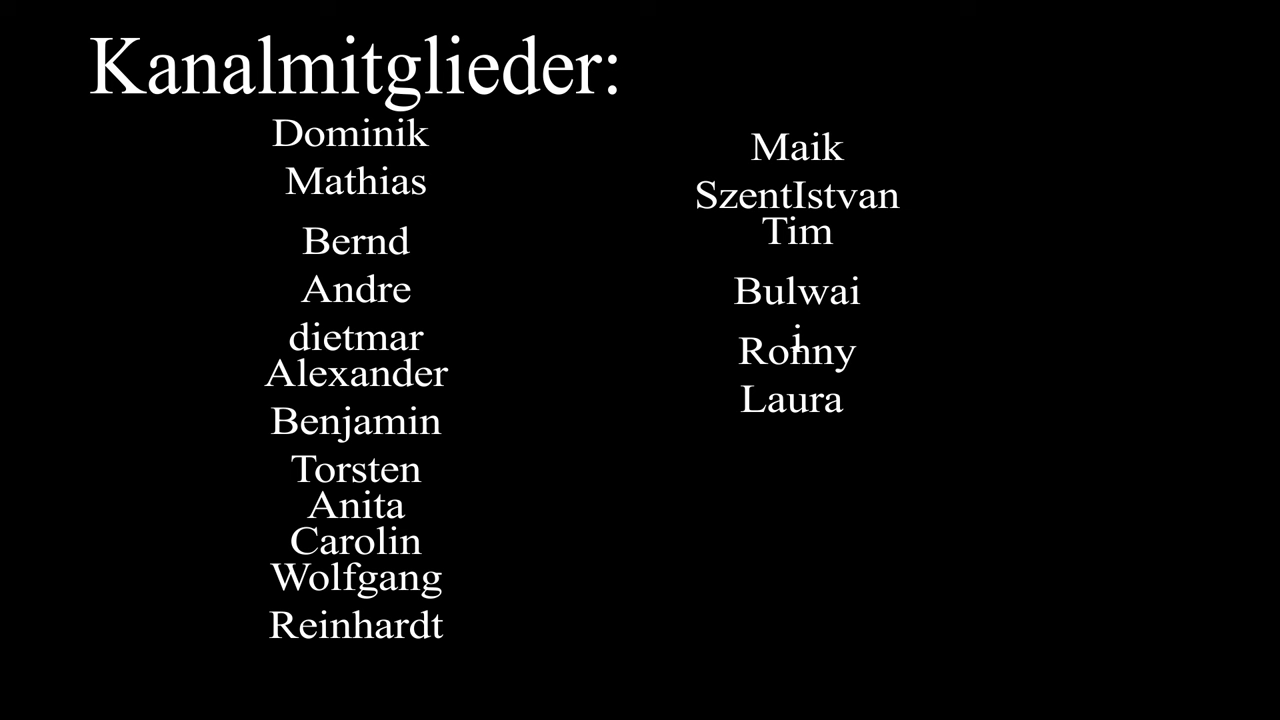 Kanalmitglieder:
Dominik
Mathias
Bernd
Andre
dietmar
Alexander
Benjamin
Torsten
Anita
Carolin
Wolfgang
Reinhardt
Maik
SzentIstvan
Tim
Bulwai
i
Ronny
Laura